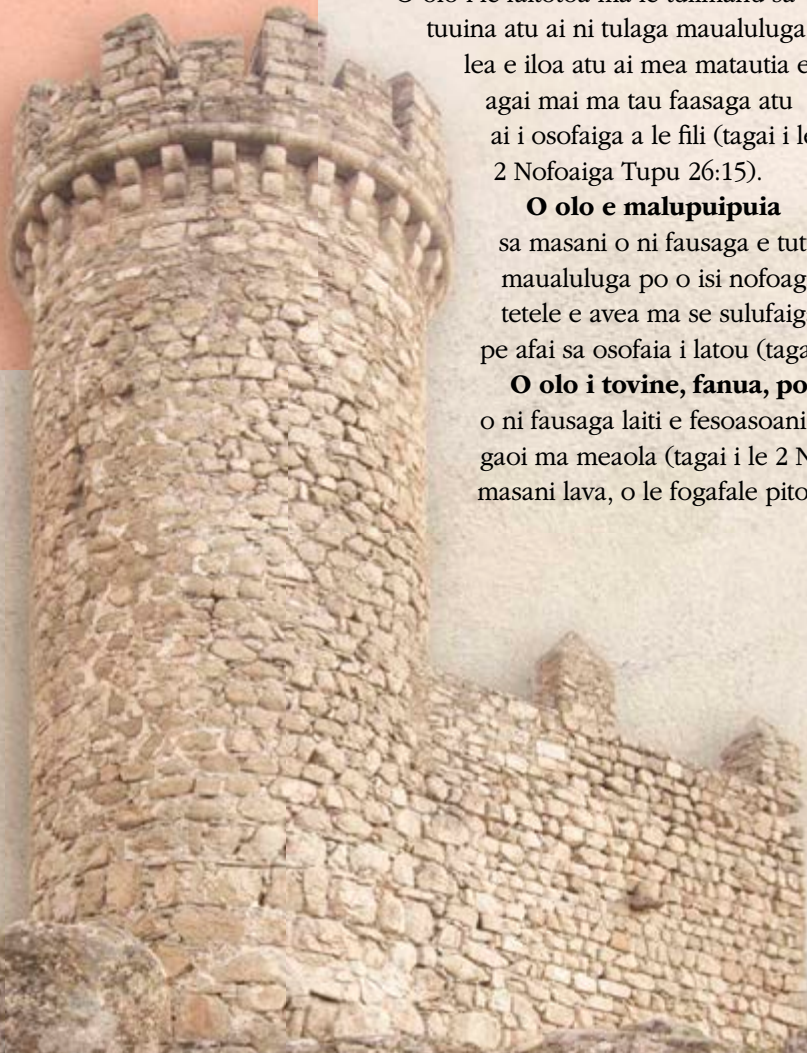 tuuina atu ai ni tulaga maualuluga
lea e iloa atu ai mea matautia e
agai mai ma tau faasaga atu
ai i osofaiga a le fili (tagai i le
2 Nofoaiga Tupu 26:15).
O olo e malupuipuia
sa masani o ni fausaga e tut
maualuluga po o isi nofoag
tetele e avea ma se sulufaig
pe afai sa osofaia i latou (taga
O olo i tovine, fanua, po
o ni fausaga laiti e fesoasoani
gaoi ma meaola (tagai i le 2 N
masani lava, o le fogafale pito